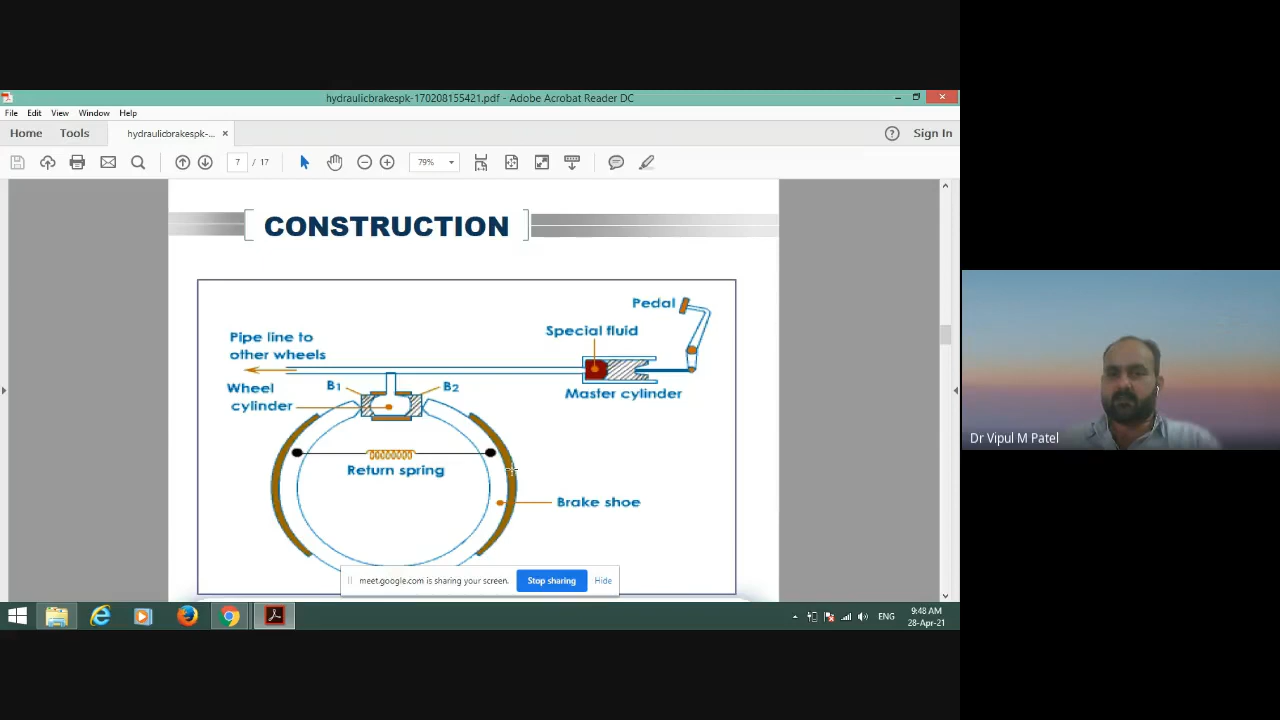 hydraulicbrakespk-170208155421.pdf - Adobe Acrobat Reader DC
File Edit View Window Help
Home Tools hydraulicbrakespk-... × Sign In
7 / 17 79%
CONSTRUCTION
Pedal
Special fluid
Pipe line to
other wheels
Master cylinder
Wheel
cylinder
B1
B2
Return spring
Brake shoe
meet.google.com is sharing your screen. Stop sharing Hide
Dr Vipul M Patel
ENG
9:48 AM
28-Apr-21